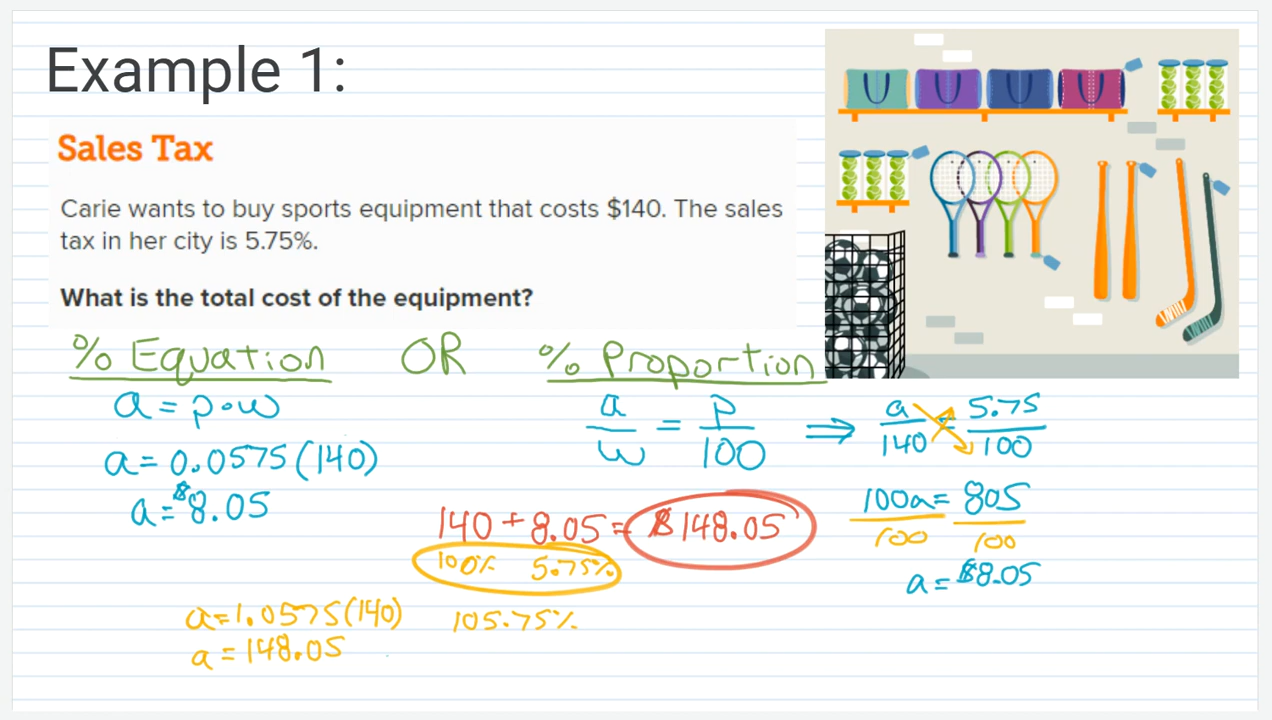 Example 1:
Sales Tax
Carie wants to buy sports equipment that costs $140. The sales
tax in her city is 5.75%.
What is the total cost of the equipment?
% Equation OR % Proportion
a = p•w
a = 0.0575(140)
a = $8.05
a/w = p/100 ⇒ a/140 = 5.75/100
100a = 805
100 100
a = $8.05
140 + 8.05 = $148.05
100% 5.75%
105.75%
a = 1.0575(140)
a = 148.05